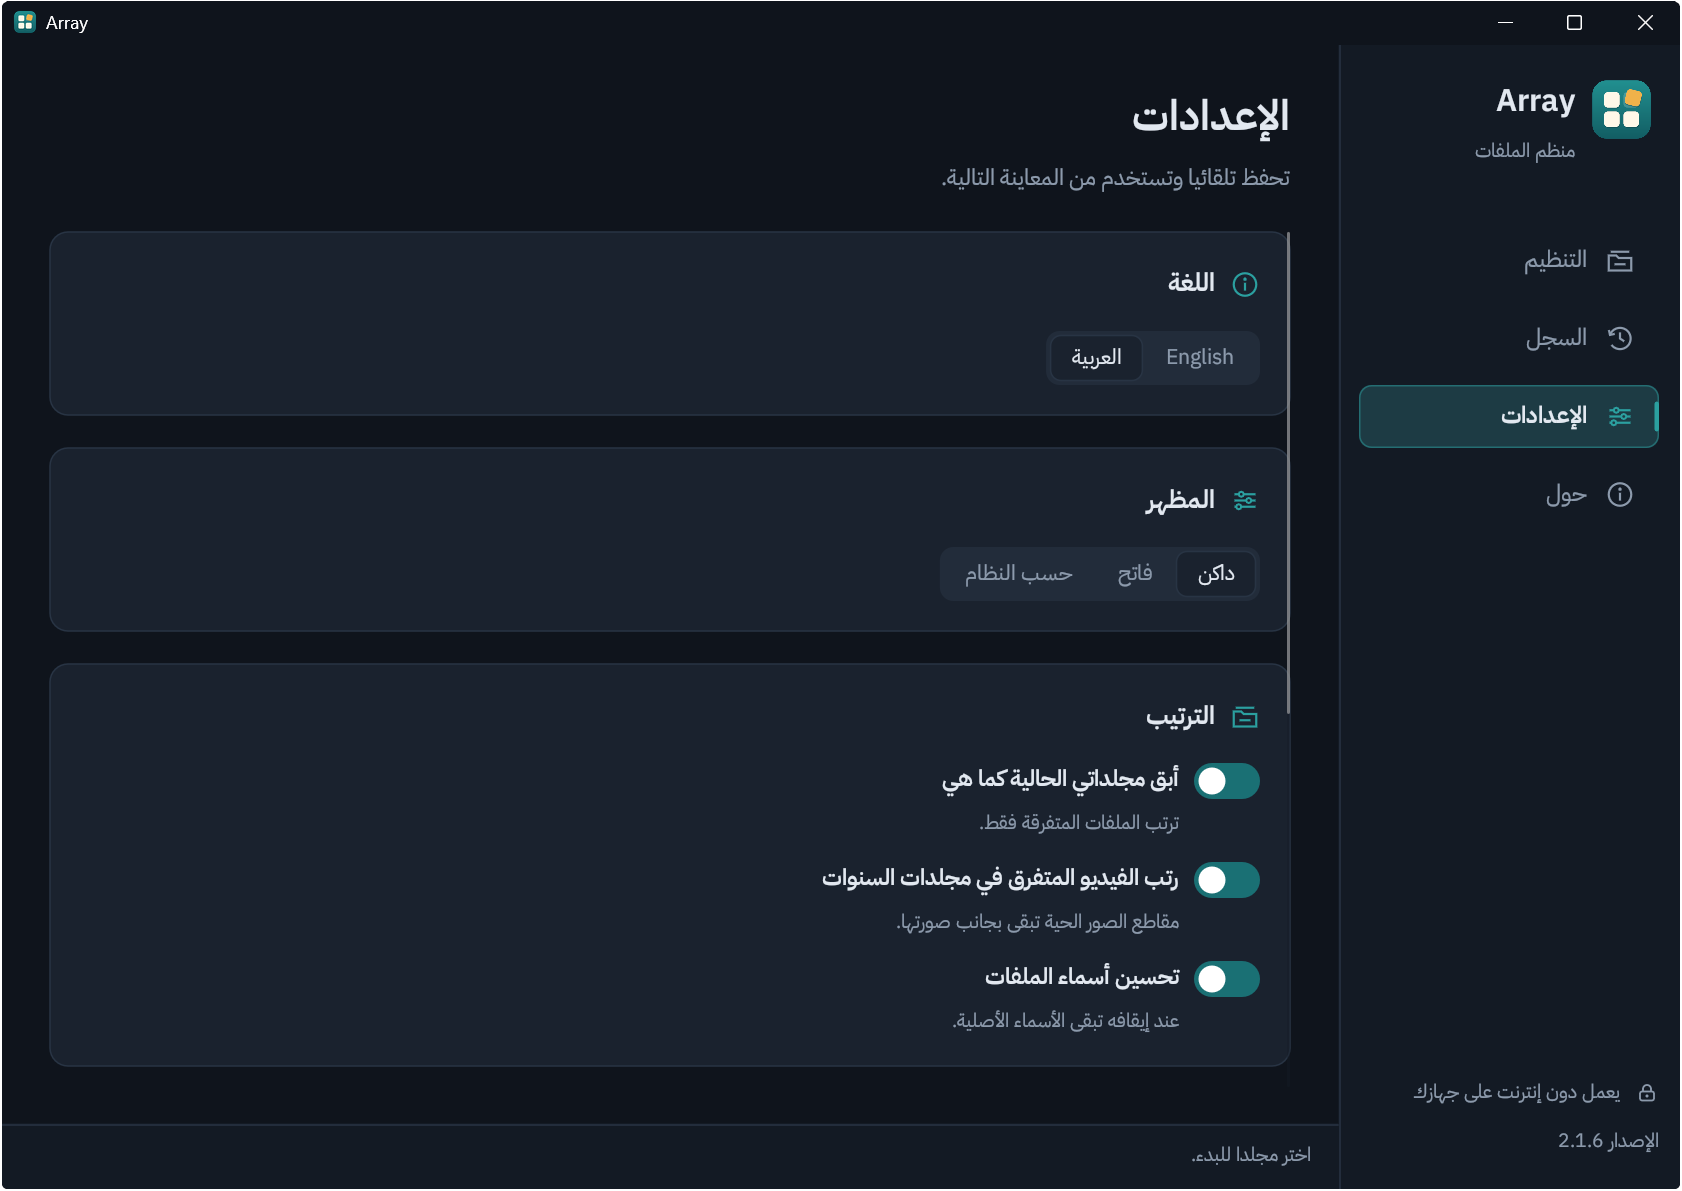 Array
Array
منظم الملفات
التنظيم
السجل
الإعدادات
حول
يعمل دون إنترنت على جهازك
الإصدار 2.1.6
الإعدادات
تحفظ تلقائيا وتستخدم من المعاينة التالية.
اللغة
English العربية
المظهر
داكن فاتح حسب النظام
الترتيب
أبق مجلداتي الحالية كما هي
ترتب الملفات المتفرقة فقط.
رتب الفيديو المتفرق في مجلدات السنوات
مقاطع الصور الحية تبقى بجانب صورتها.
تحسين أسماء الملفات
عند إيقافه تبقى الأسماء الأصلية.
اختر مجلدا للبدء.